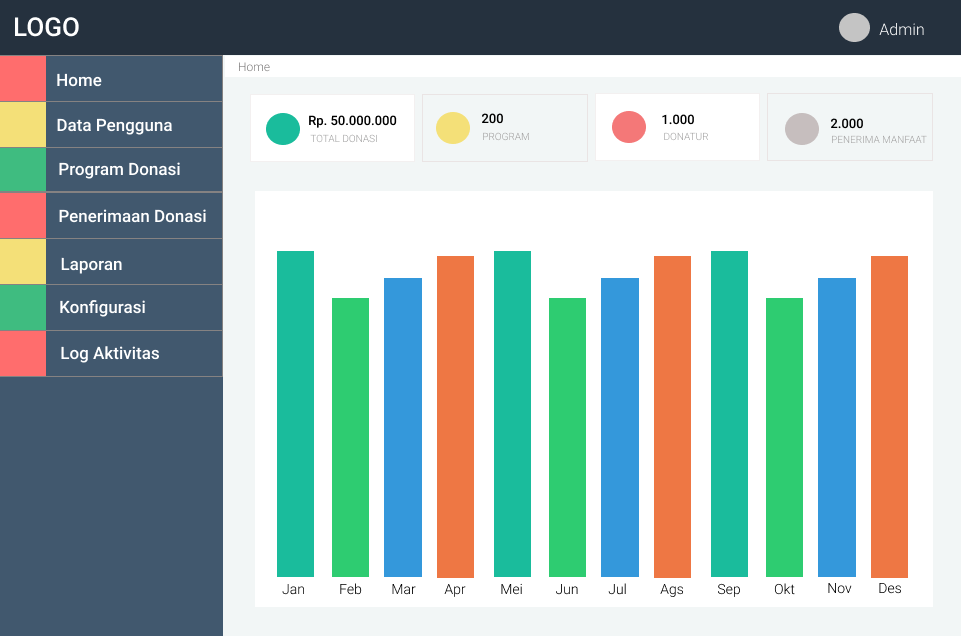 LOGO
Admin
Home
Data Pengguna
Program Donasi
Penerimaan Donasi
Laporan
Konfigurasi
Log Aktivitas
Home
Rp. 50.000.000
TOTAL DONASI
200
PROGRAM
1.000
DONATUR
2.000
PENERIMA MANFAAT
Jan Feb Mar Apr Mei Jun Jul Ags Sep Okt Nov Des